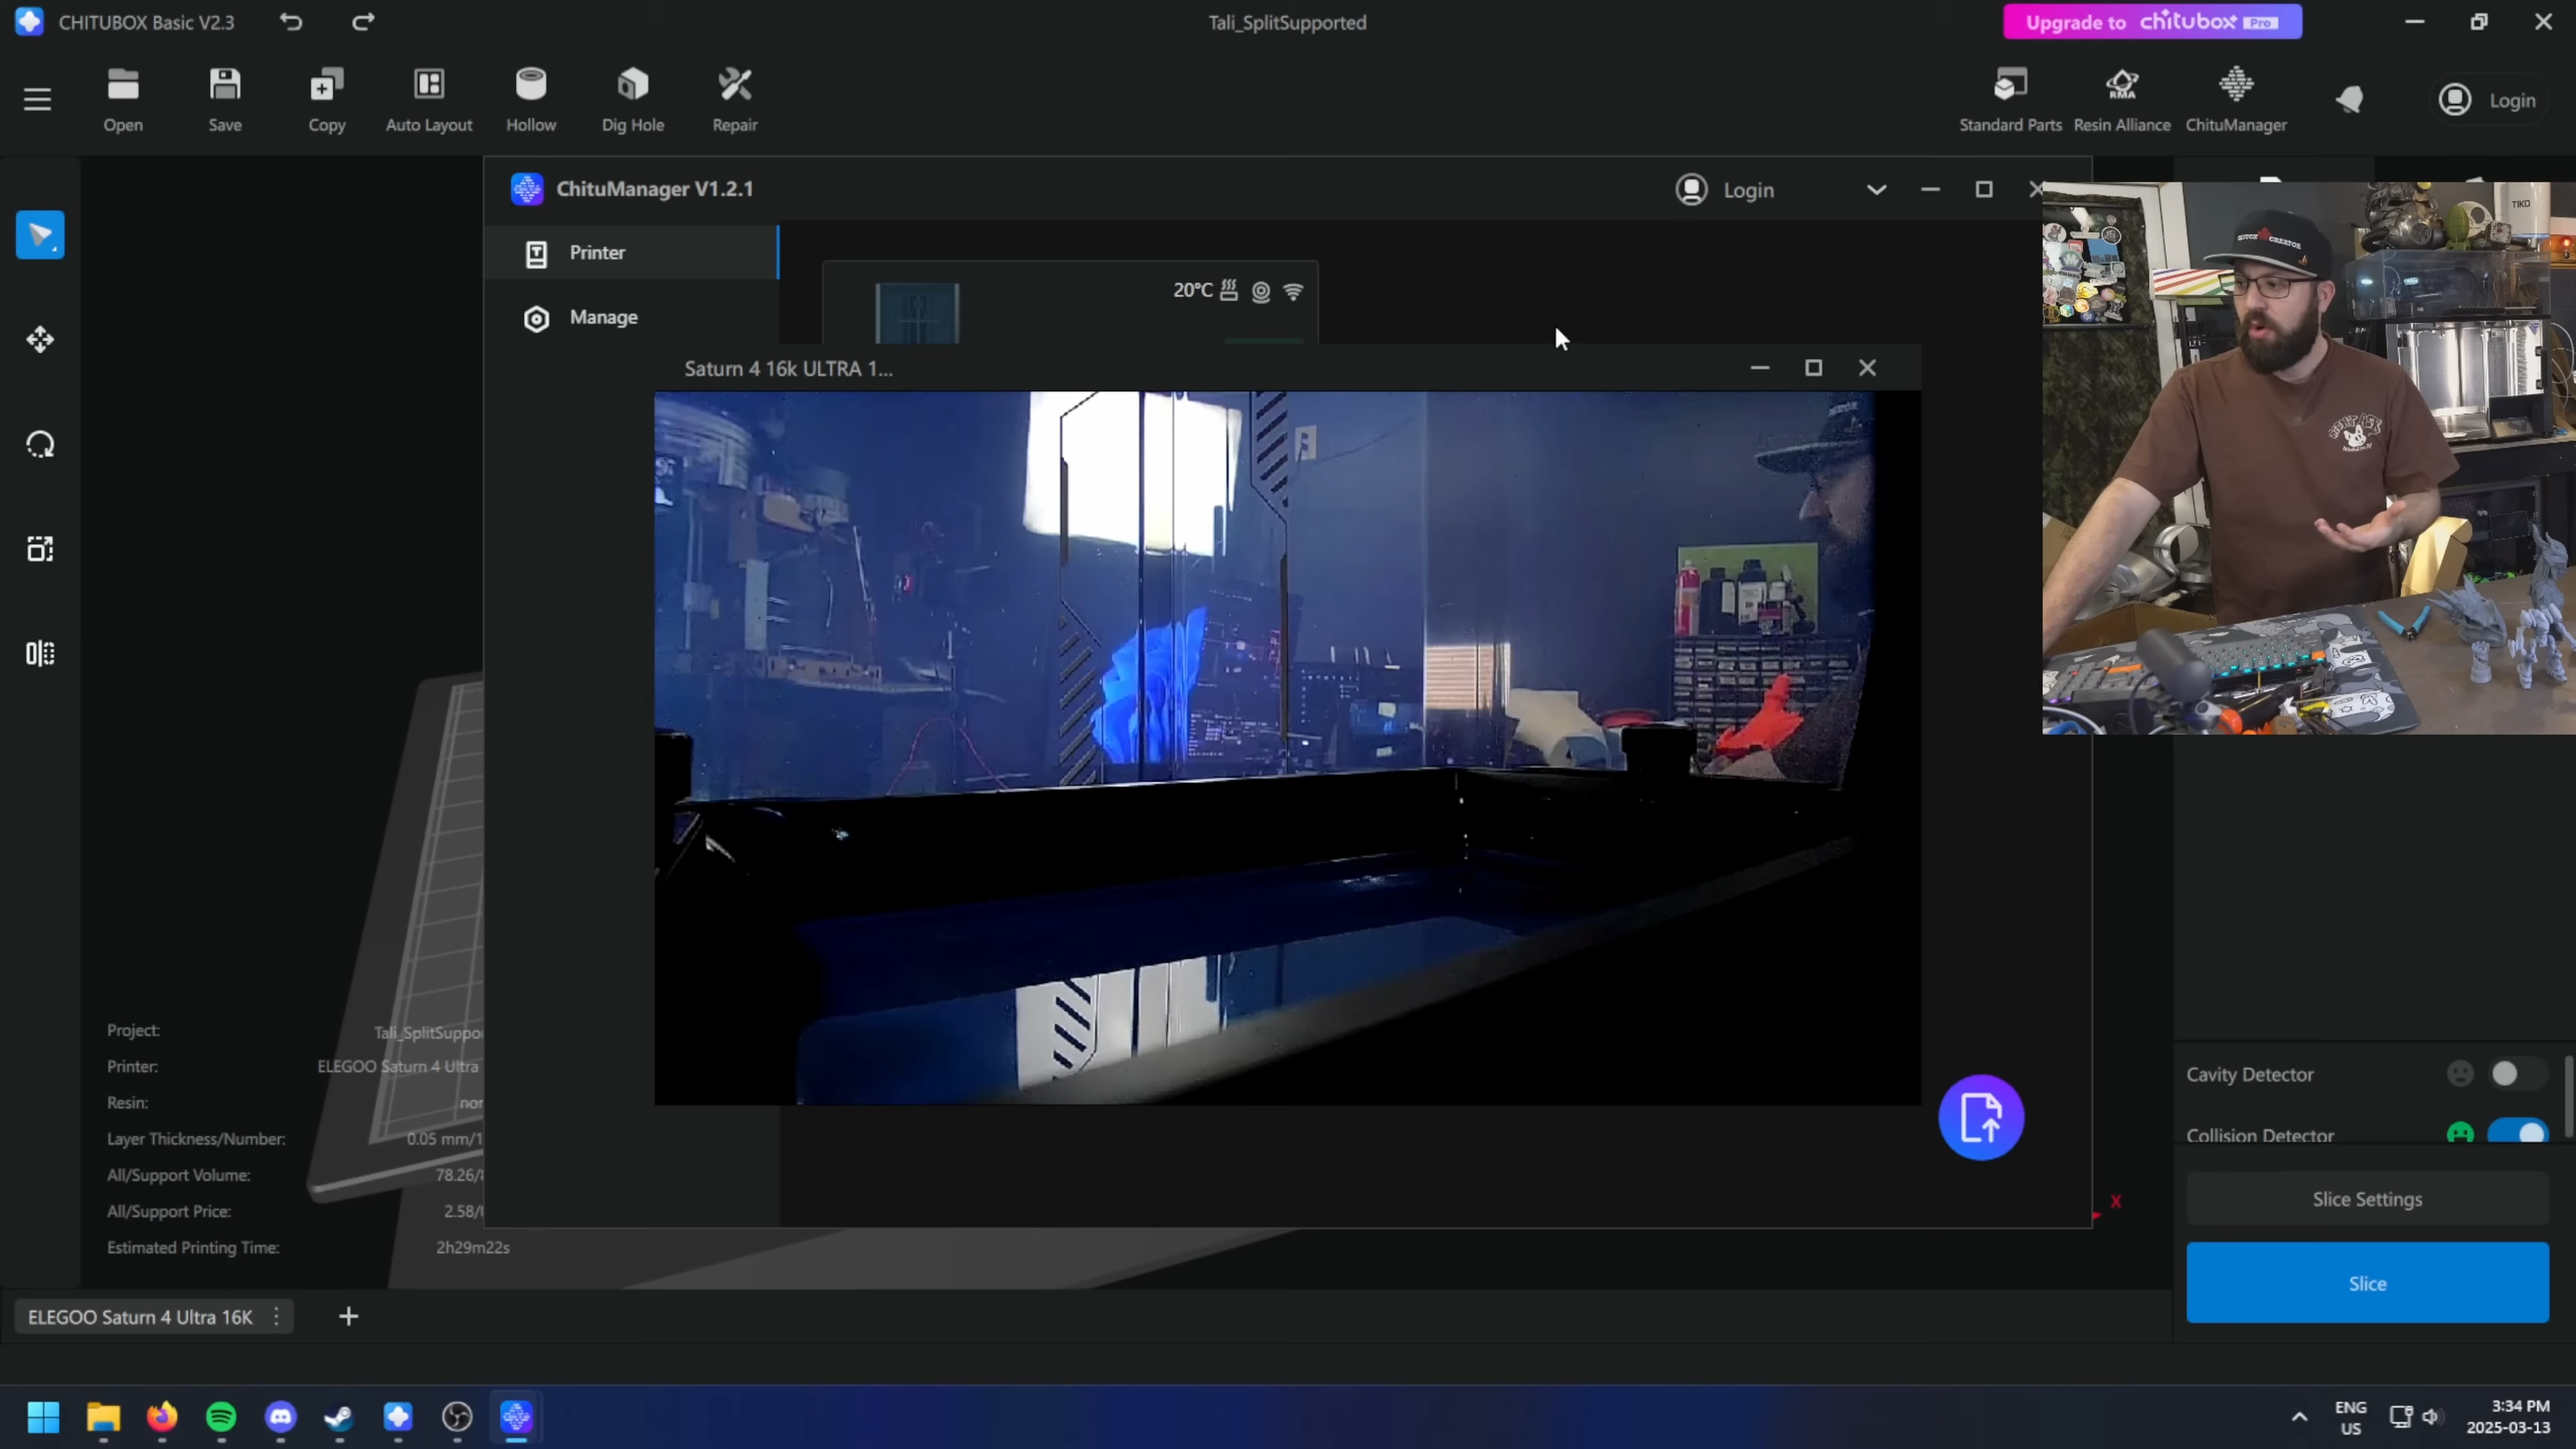 CHITUBOX Basic V2.3
Tali_SplitSupported
Upgrade to chitubox Pro
Open
Save
Copy
Auto Layout
Hollow
Dig Hole
Repair
Standard Parts
RMA
Resin Alliance
ChituManager
Login
ChituManager V1.2.1
Login
Printer
Manage
20°C
Saturn 4 16k ULTRA 1...
TIKO
Project:
Tali_SplitSuppo
Printer:
ELEGOO Saturn 4 Ultra
Resin:
nor
Layer Thickness/Number:
0.05 mm/1
All/Support Volume:
78.26/
All/Support Price:
2.58/
Estimated Printing Time:
2h29m22s
Cavity Detector
Collision Detector
X
Slice Settings
Slice
ELEGOO Saturn 4 Ultra 16K
ENG
US
3:34 PM
2025-03-13